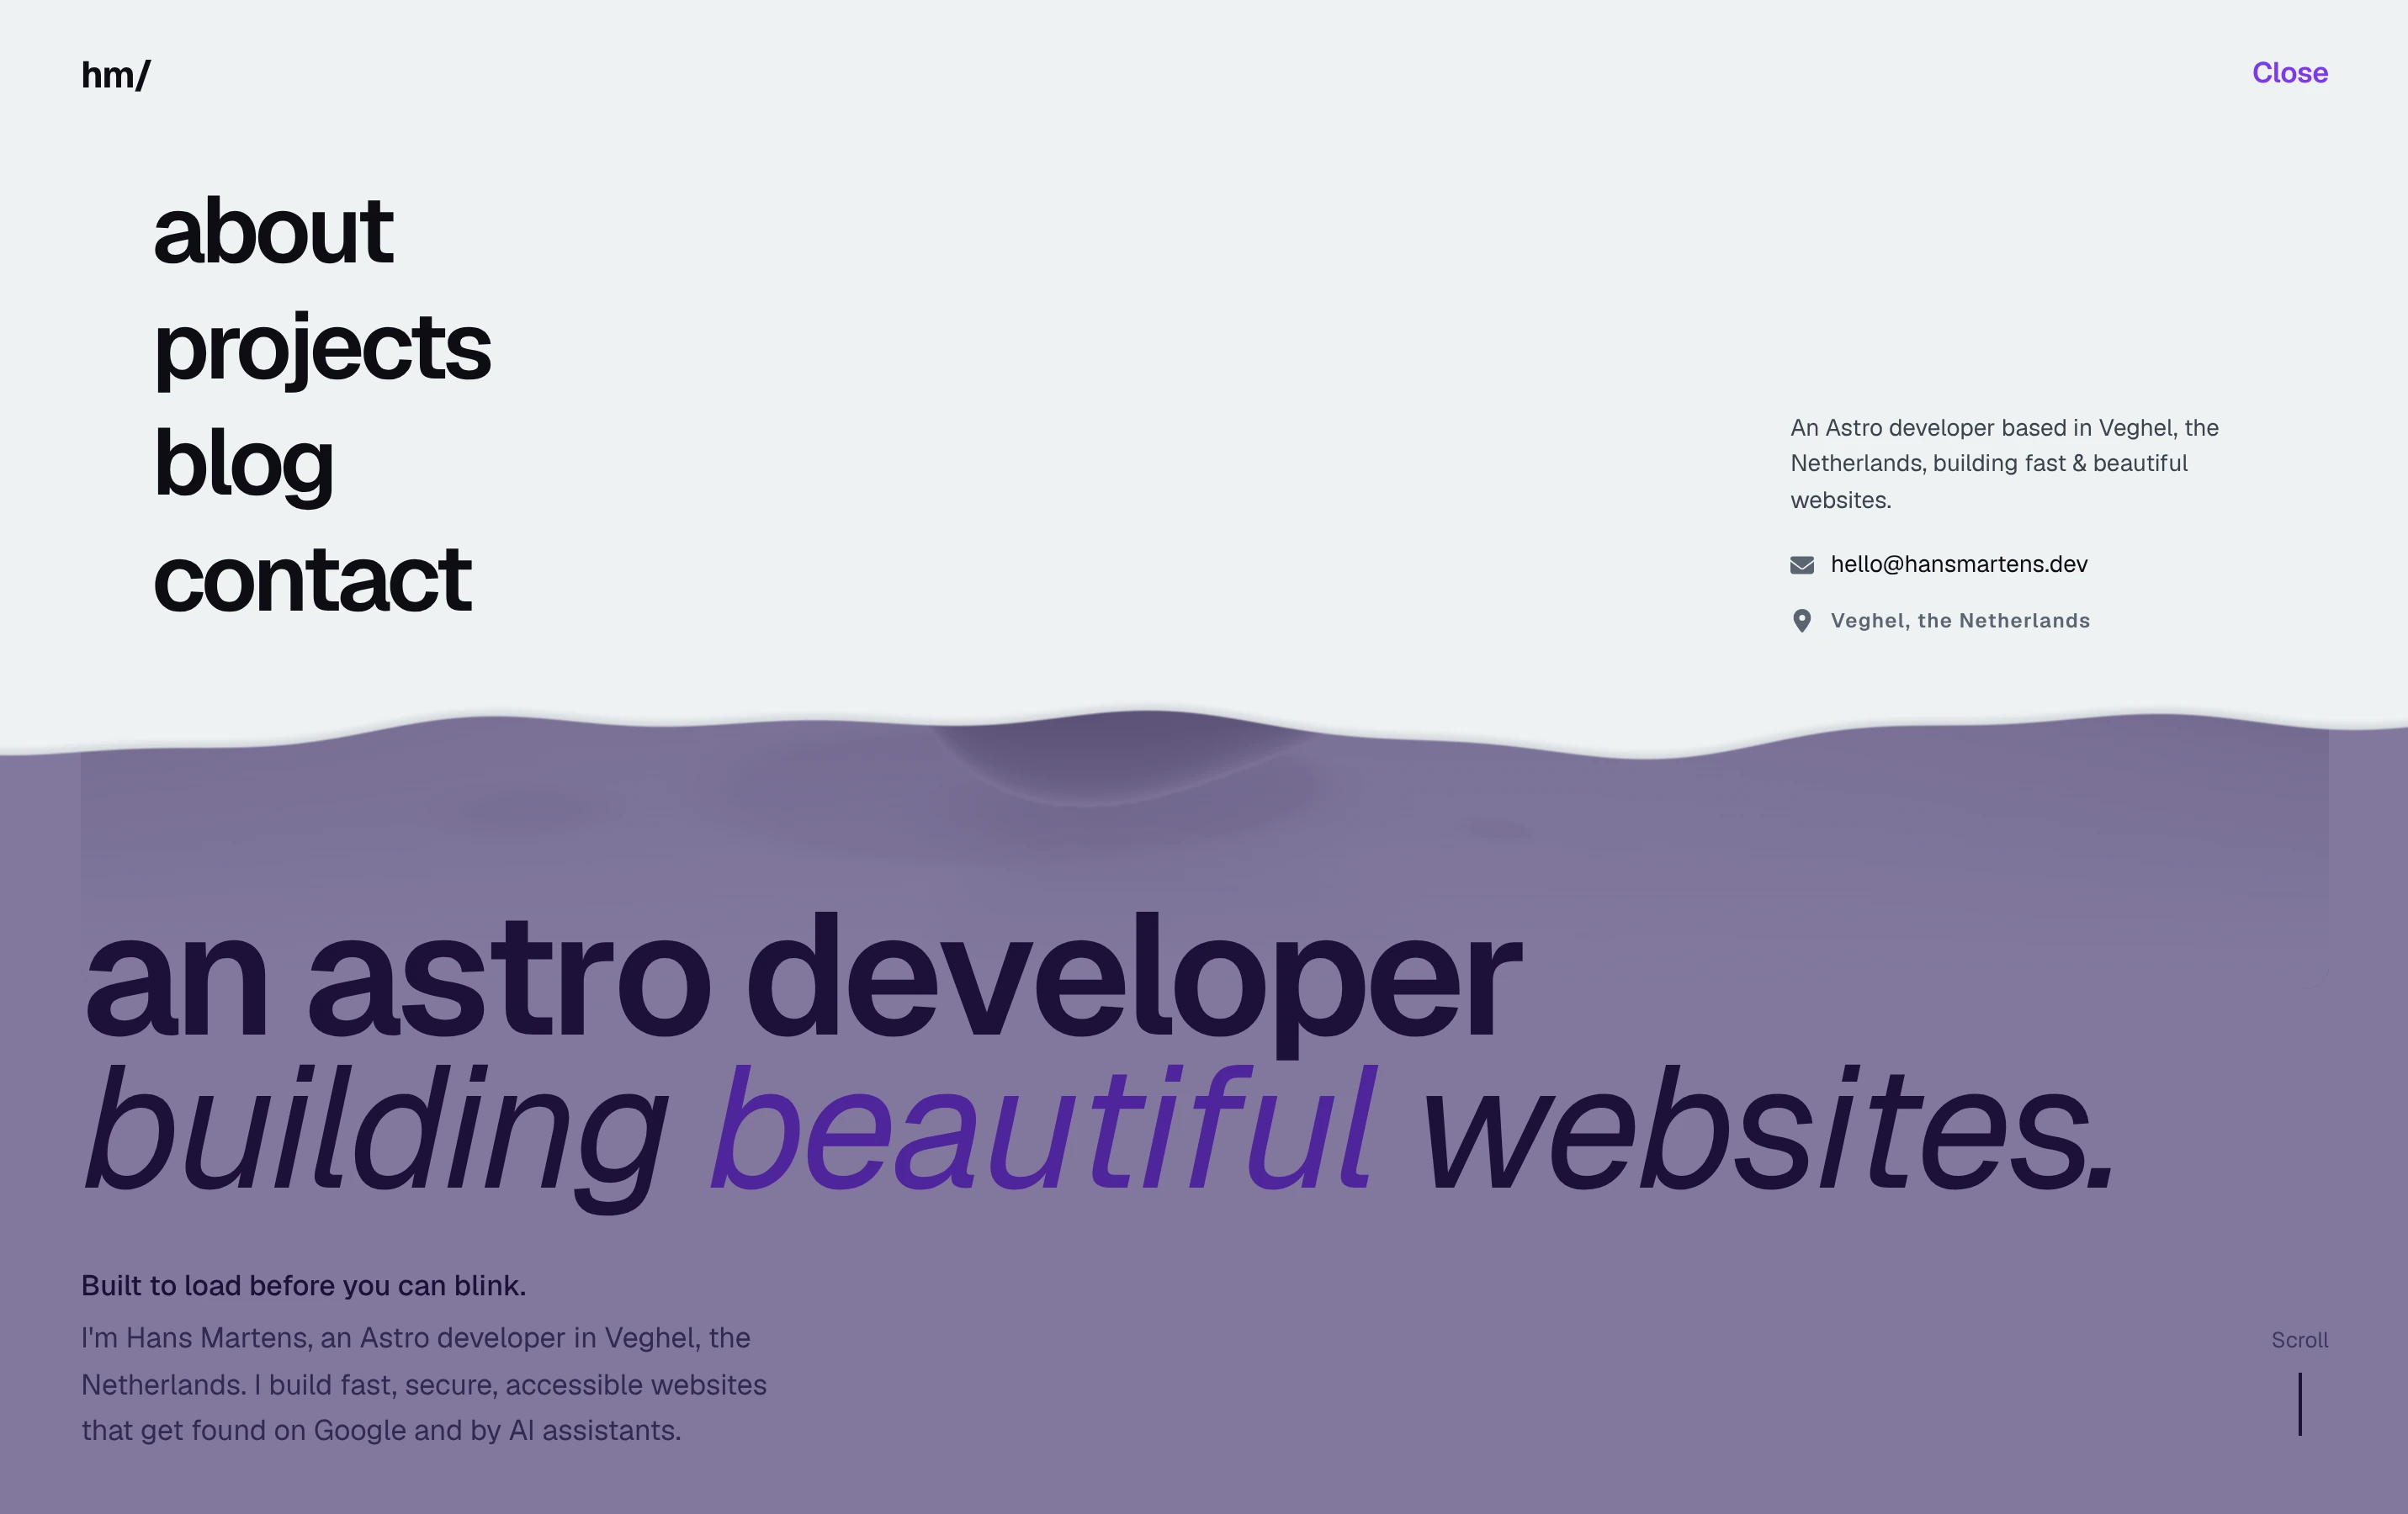 hm/
Close
about
projects
blog
contact
An Astro developer based in Veghel, the
Netherlands, building fast & beautiful
websites.
hello@hansmartens.dev
Veghel, the Netherlands
an astro developer
building beautiful websites.
Built to load before you can blink.
I'm Hans Martens, an Astro developer in Veghel, the
Netherlands. I build fast, secure, accessible websites
that get found on Google and by AI assistants.
Scroll